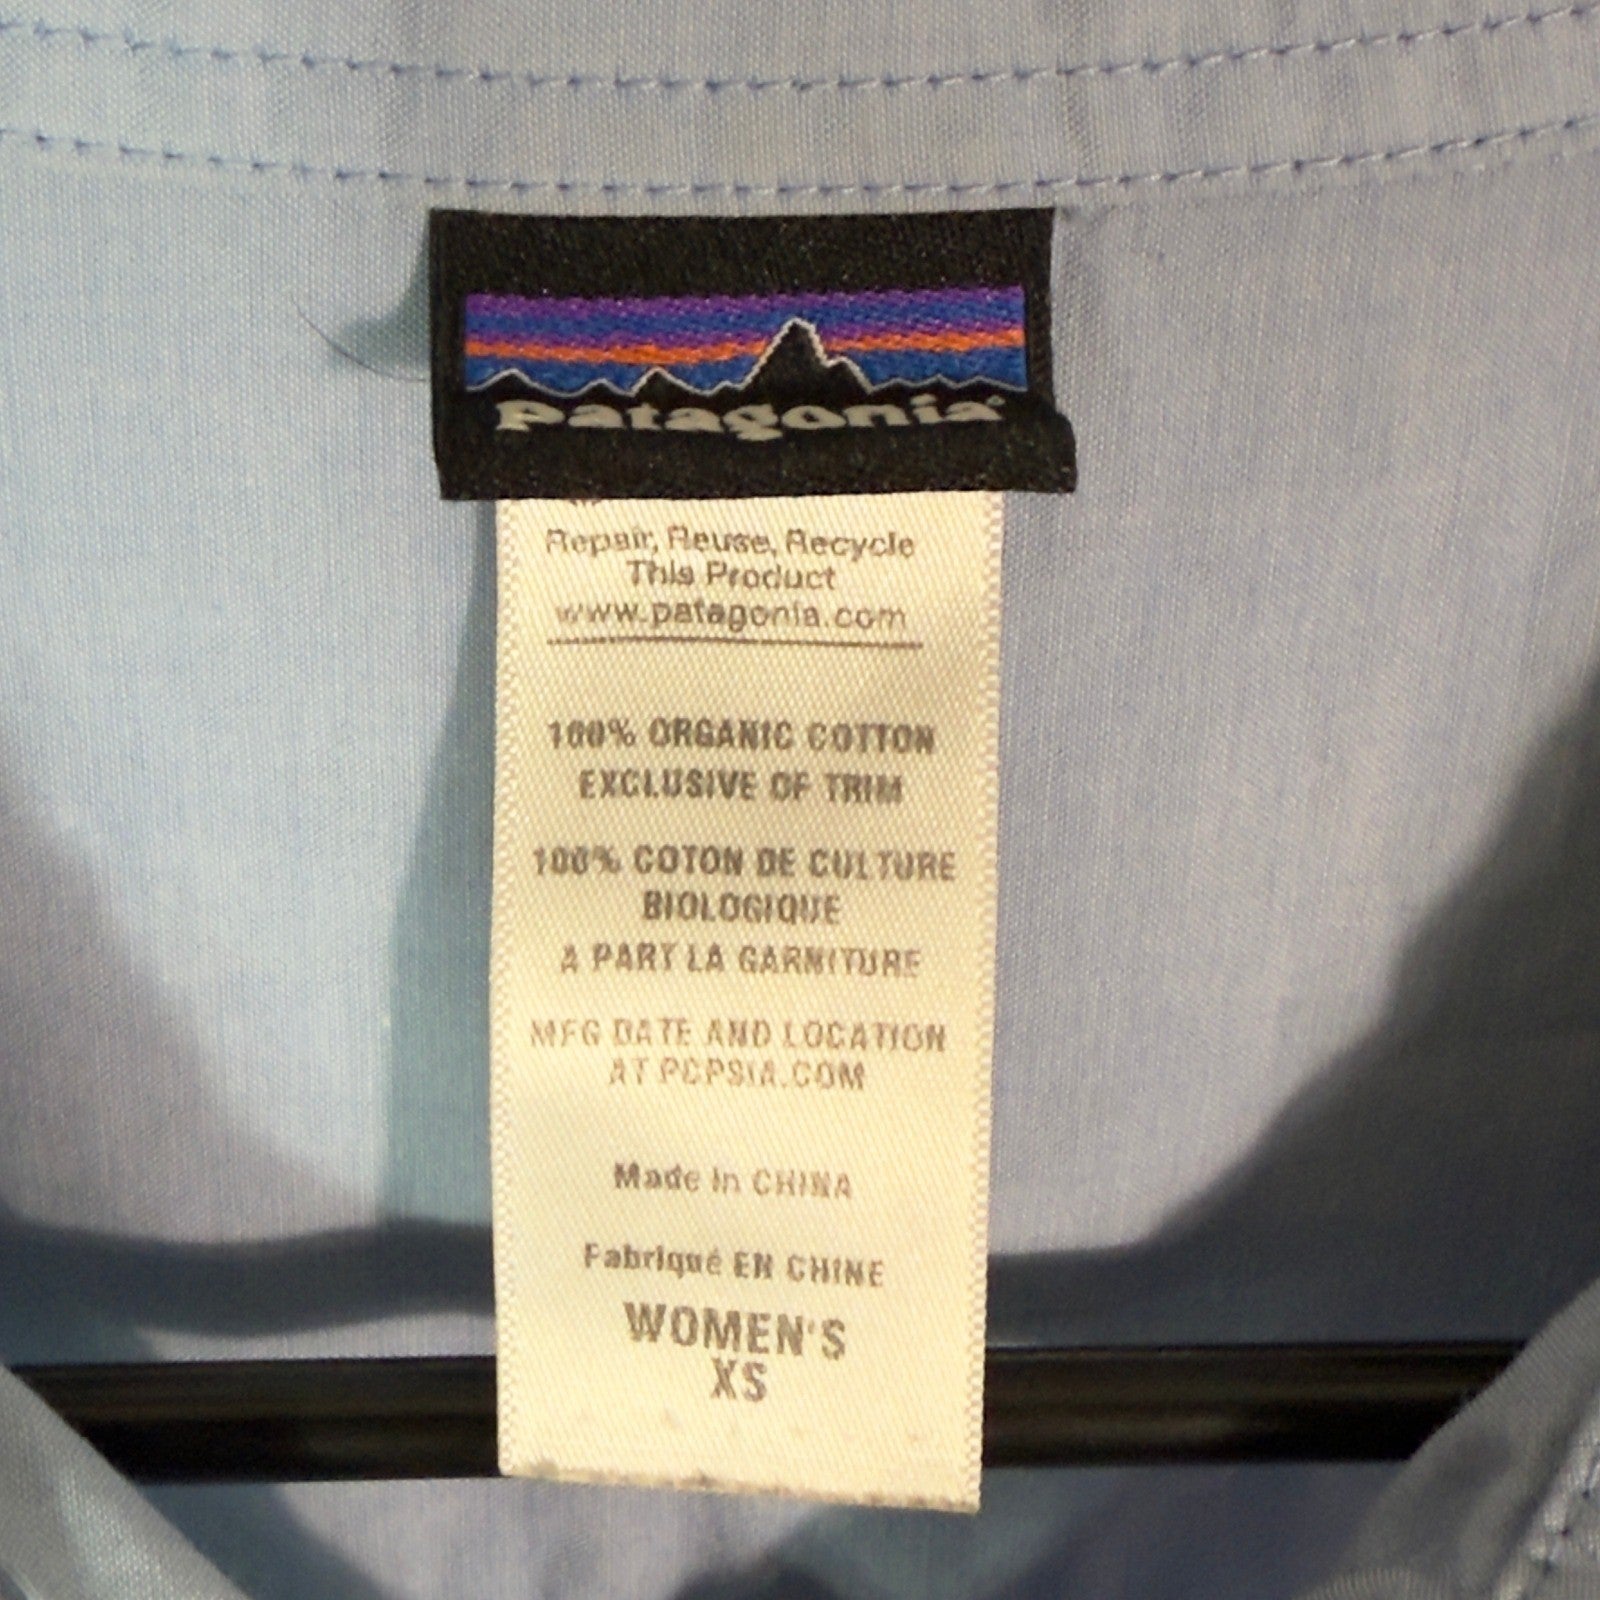 patagonia®
Repair, Reuse, Recycle
This Product
www.patagonia.com
100% ORGANIC COTTON
EXCLUSIVE OF TRIM
100% COTON DE CULTURE
BIOLOGIQUE
A PART LA GARNITURE
MFG DATE AND LOCATION
AT PCPSIA.COM
Made in CHINA
Fabriqué EN CHINE
WOMEN'S
XS